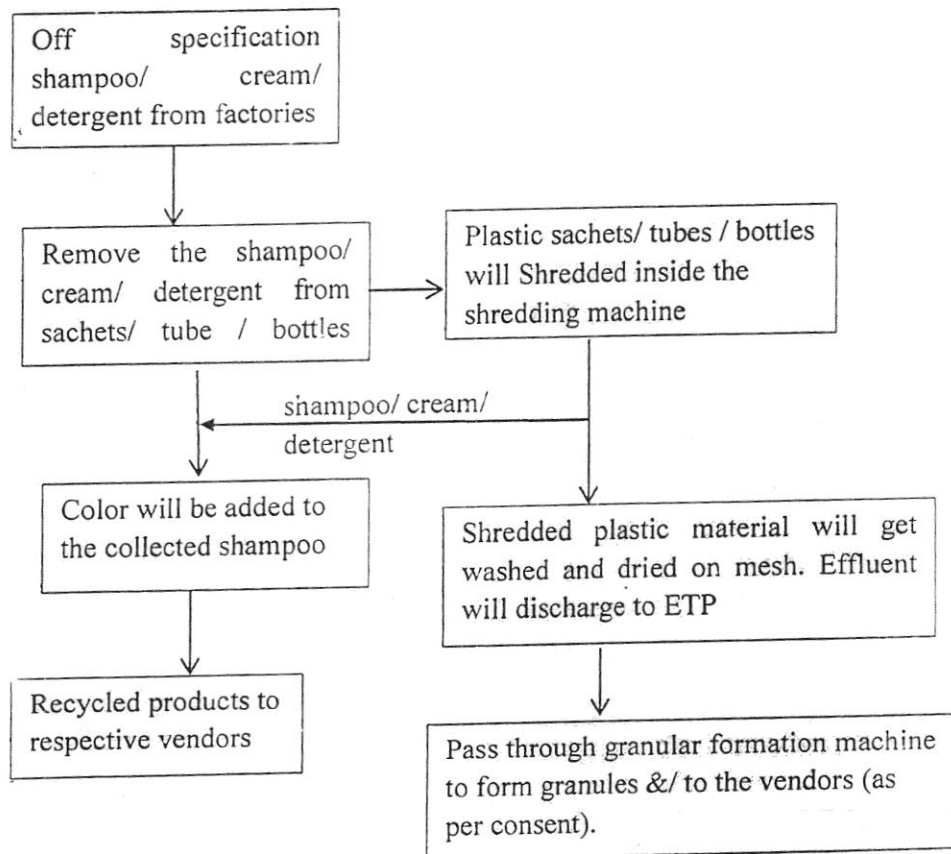 Off specification
shampoo/ cream/
detergent from factories
Remove the shampoo/
cream/ detergent from
sachets/ tube / bottles
Plastic sachets/ tubes / bottles
will Shredded inside the
shredding machine
shampoo/ cream/
detergent
Color will be added to
the collected shampoo
Shredded plastic material will get
washed and dried on mesh. Effluent
will discharge to ETP
Recycled products to
respective vendors
Pass through granular formation machine
to form granules &/ to the vendors (as
per consent).